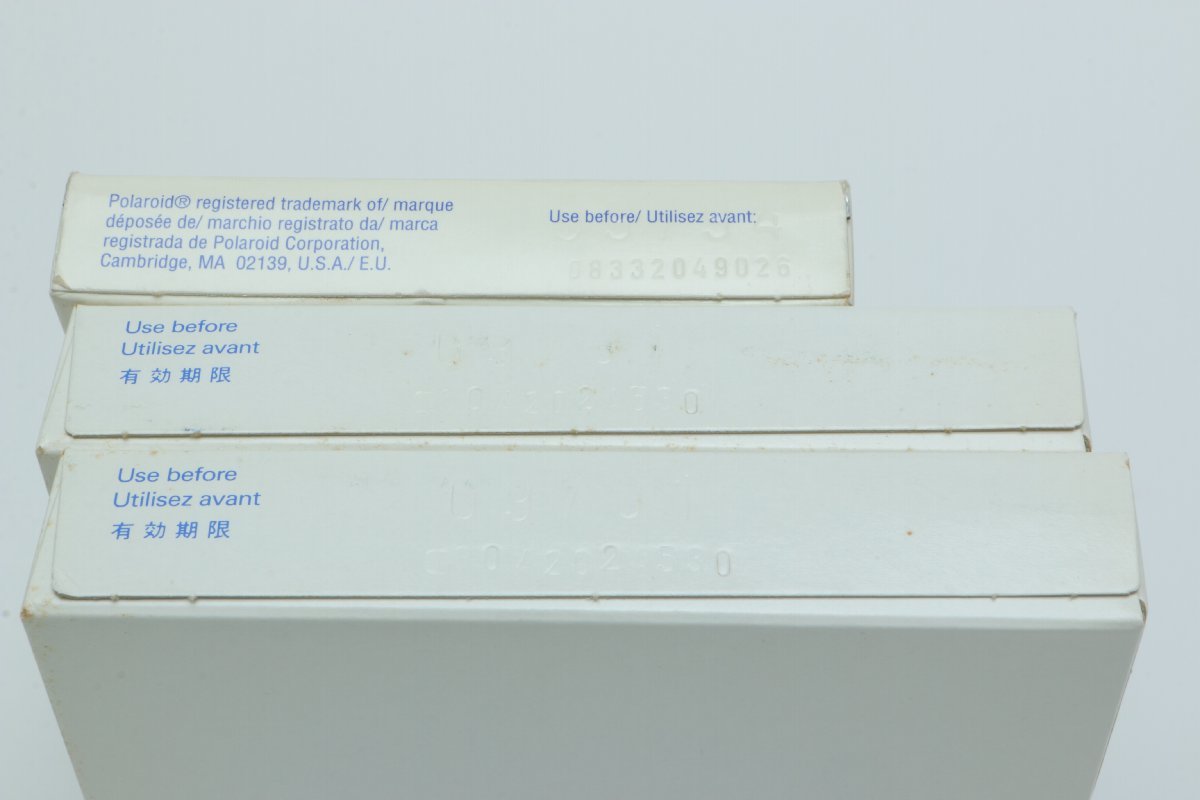 Polaroid® registered trademark of/ marque
déposée de/ marchio registrato da/ marca
registrada de Polaroid Corporation,
Cambridge, MA 02139, U.S.A./ E.U.
Use before/ Utilisez avant:
08332049026
Use before
Utilisez avant
有効期限
Use before
Utilisez avant
有効期限